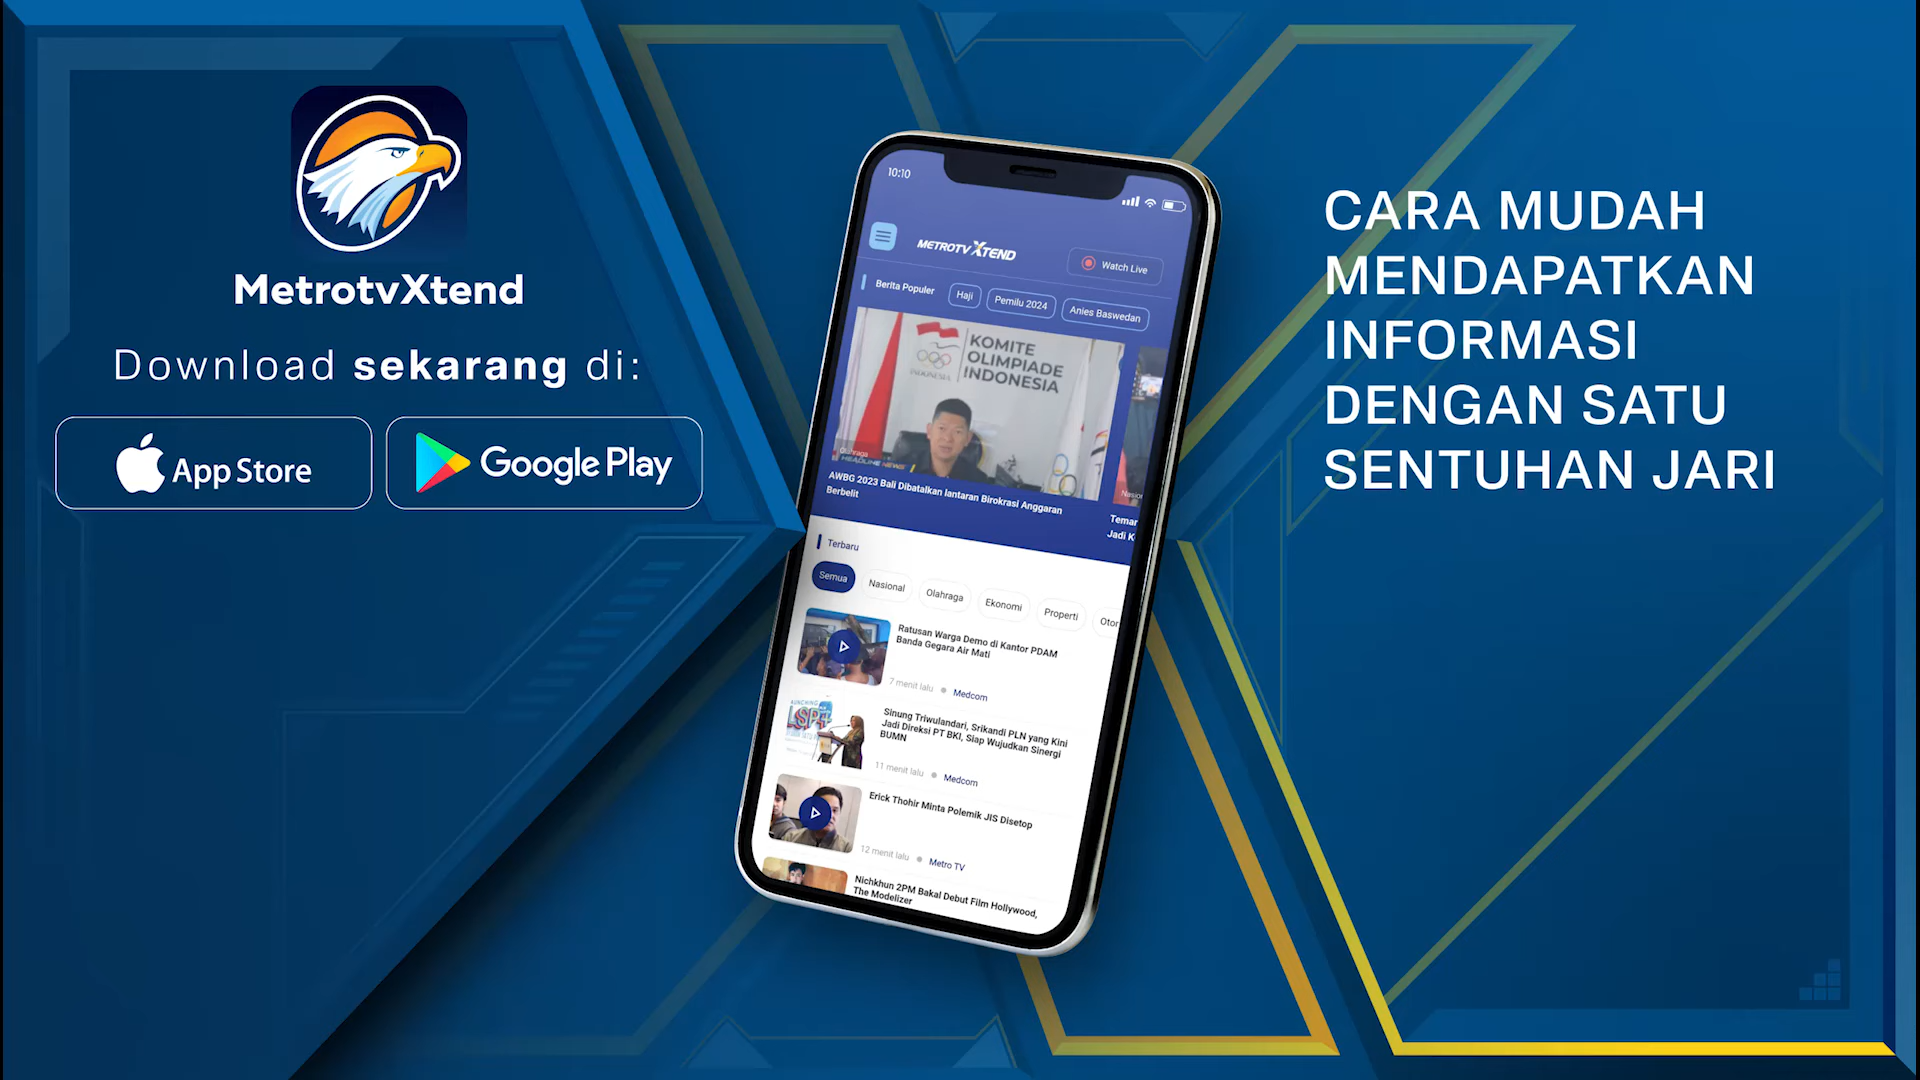 MetrotvXtend
Download sekarang di:
App Store
Google Play
10:10
METROTV XTEND
Watch Live
Berita Populer
Haji
Pemilu 2024
Anies Baswedan
KOMITE
OLIMPIADE
INDONESIA
INDONESIA
Olahraga
HEADLINE NEWS
AWBG 2023 Bali Dibatalkan lantaran Birokrasi Anggaran
Berbelit
Terbaru
Semua
Nasional
Olahraga
Ekonomi
Properti
Ratusan Warga Demo di Kantor PDAM
Banda Gegara Air Mati
7 menit lalu
Medcom
LSP
Sinung Triwulandari, Srikandi PLN yang Kini
Jadi Direksi PT BKI, Siap Wujudkan Sinergi
BUMN
11 menit lalu
Medcom
Erick Thohir Minta Polemik JIS Disetop
12 menit lalu
Metro TV
Nichkhun 2PM Bakal Debut Film Hollywood,
The Modelizer
CARA MUDAH
MENDAPATKAN
INFORMASI
DENGAN SATU
SENTUHAN JARI